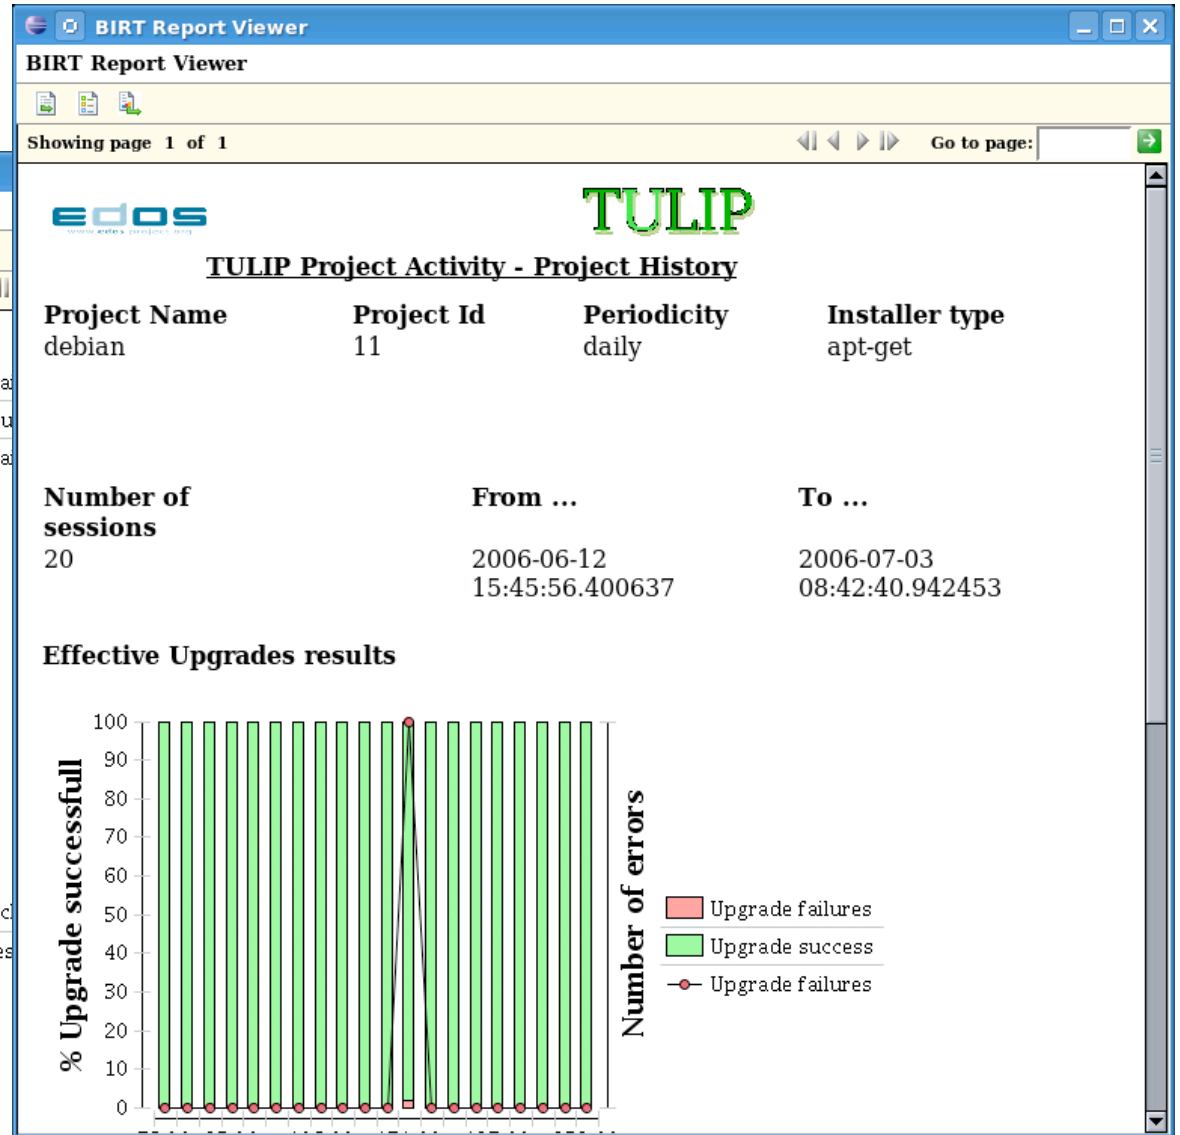 BIRT Report Viewer
BIRT Report Viewer
Showing page 1 of 1
Go to page:
edos
www.edos-project.org
TULIP
TULIP Project Activity - Project History
Project Name Project Id Periodicity Installer type
debian 11 daily apt-get
Number of sessions From ... To ...
20 2006-06-12 15:45:56.400637 2006-07-03 08:42:40.942453
Effective Upgrades results
% Upgrade successfull
100
90
80
70
60
50
40
30
20
10
0
Number of errors
Upgrade failures
Upgrade success
Upgrade failures